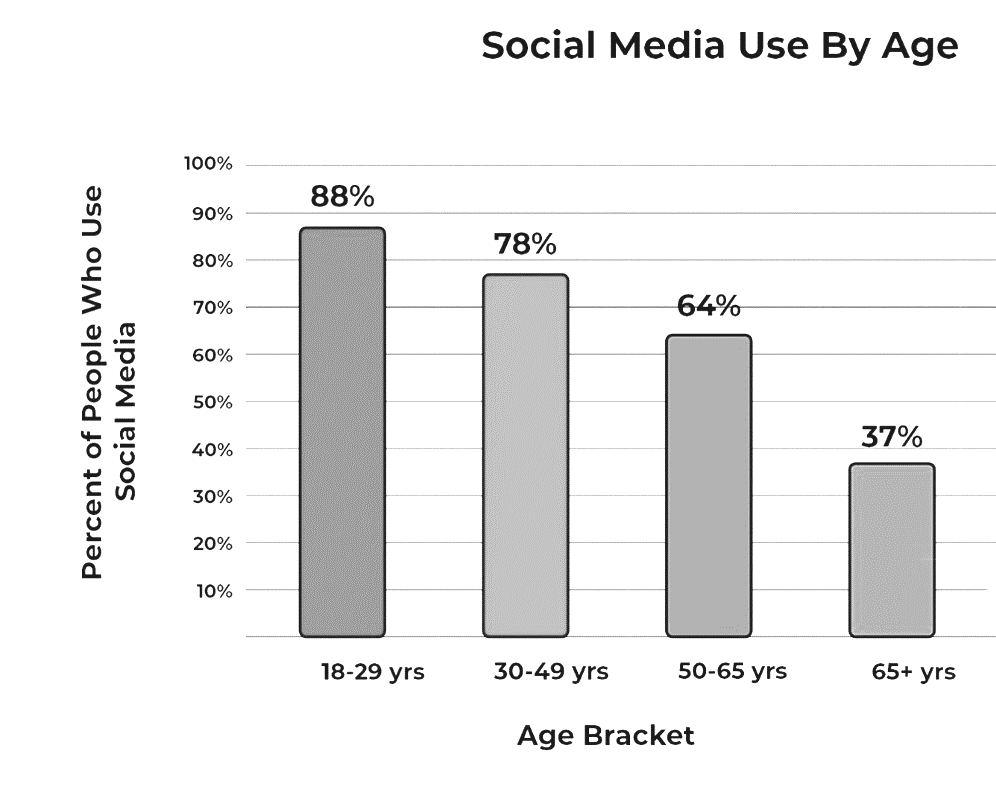 Social Media Use By Age
Percent of People Who Use
Social Media
100%
90%
80%
70%
60%
50%
40%
30%
20%
10%
88%
78%
64%
37%
18-29 yrs
30-49 yrs
50-65 yrs
65+ yrs
Age Bracket